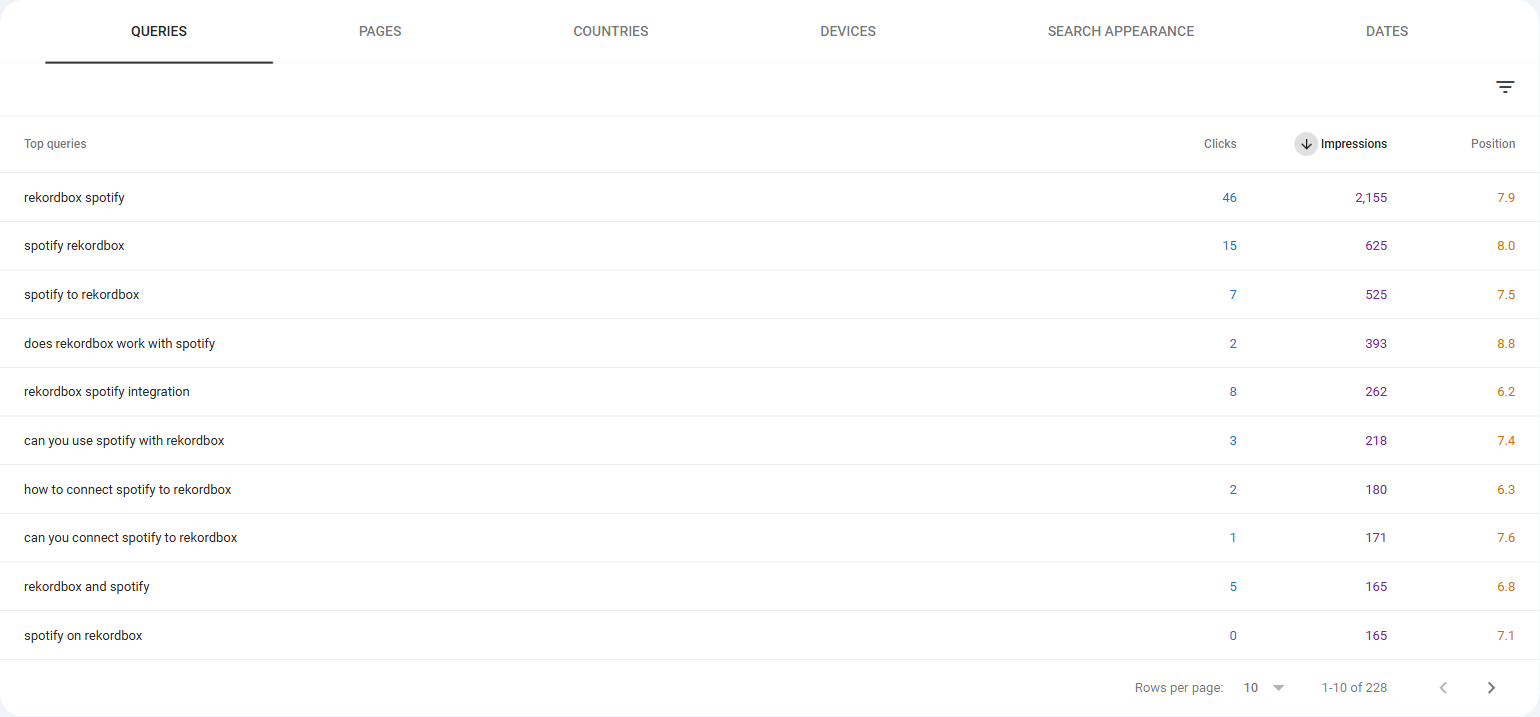 QUERIES PAGES COUNTRIES DEVICES SEARCH APPEARANCE DATES
Top queries Clicks Impressions Position
rekordbox spotify 46 2,155 7.9
spotify rekordbox 15 625 8.0
spotify to rekordbox 7 525 7.5
does rekordbox work with spotify 2 393 8.8
rekordbox spotify integration 8 262 6.2
can you use spotify with rekordbox 3 218 7.4
how to connect spotify to rekordbox 2 180 6.3
can you connect spotify to rekordbox 1 171 7.6
rekordbox and spotify 5 165 6.8
spotify on rekordbox 0 165 7.1
Rows per page: 10 1-10 of 228